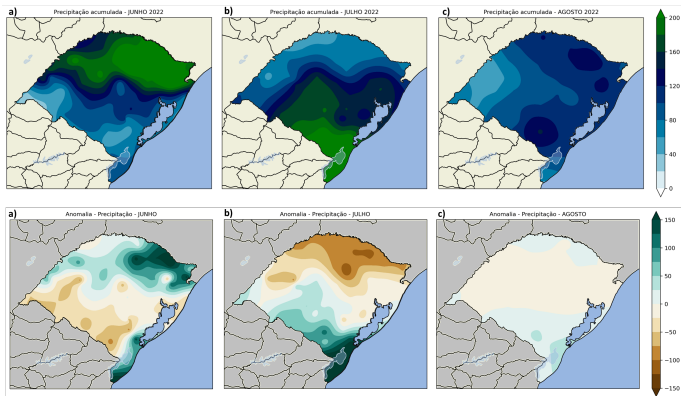 a) Precipitação acumulada - JUNHO 2022
b) Precipitação acumulada - JULHO 2022
c) Precipitação acumulada - AGOSTO 2022
200
160
120
80
40
0
a) Anomalia - Precipitação - JUNHO
b) Anomalia - Precipitação - JULHO
c) Anomalia - Precipitação - AGOSTO
150
100
50
0
−50
−100
−150